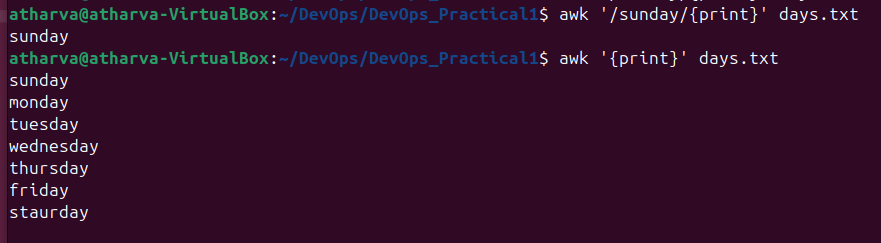 atharva@atharva-VirtualBox:~/DevOps/DevOps_Practical1$ awk '/sunday/{print}' days.txt
sunday
atharva@atharva-VirtualBox:~/DevOps/DevOps_Practical1$ awk '{print}' days.txt
sunday
monday
tuesday
wednesday
thursday
friday
staurday